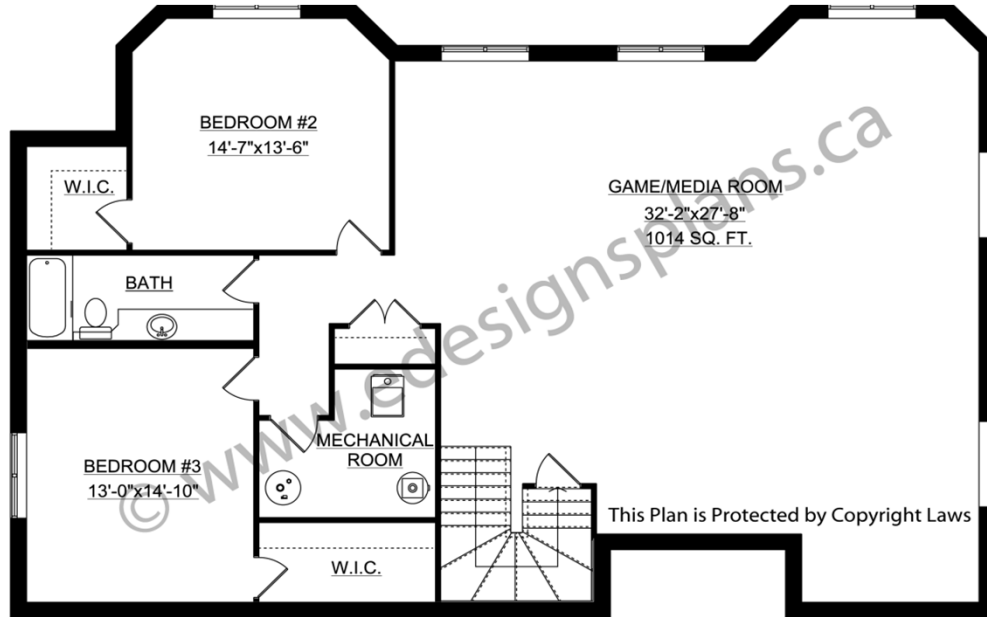 BEDROOM #2
14'-7"x13'-6"
W.I.C.
GAME/MEDIA ROOM
32'-2"x27'-8"
1014 SQ. FT.
BATH
MECHANICAL
ROOM
BEDROOM #3
13'-0"x14'-10"
W.I.C.
This Plan is Protected by Copyright Laws
© www.edesignsplans.ca